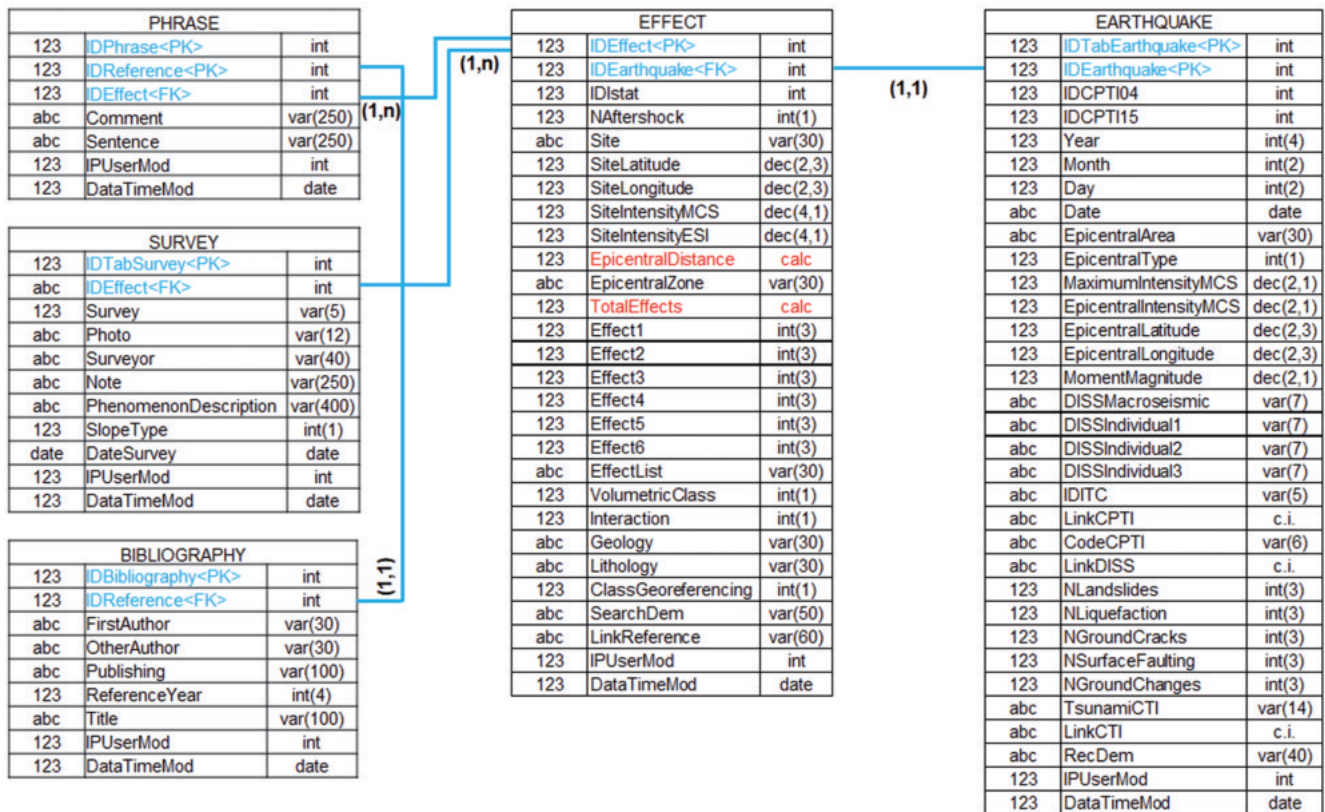 PHRASE
123 IDPhrase<PK> int
123 IDReference<PK> int
123 IDEffect<FK> int
abc Comment var(250)
abc Sentence var(250)
123 IPUserMod int
123 DataTimeMod date
SURVEY
123 IDTabSurvey<PK> int
abc IDEffect<FK> int
123 Survey var(5)
abc Photo var(12)
abc Surveyor var(40)
abc Note var(250)
abc PhenomenonDescription var(400)
123 SlopeType int(1)
date DateSurvey date
123 IPUserMod int
123 DataTimeMod date
BIBLIOGRAPHY
123 IDBibliography<PK> int
123 IDReference<FK> int
abc FirstAuthor var(30)
abc OtherAuthor var(30)
abc Publishing var(100)
123 ReferenceYear int(4)
abc Title var(100)
123 IPUserMod int
123 DataTimeMod date
(1,n)
(1,n)
(1,1)
EFFECT
123 IDEffect<PK> int
123 IDEarthquake<FK> int
123 IDIstat int
123 NAftershock int(1)
abc Site var(30)
123 SiteLatitude dec(2,3)
123 SiteLongitude dec(2,3)
123 SiteIntensityMCS dec(4,1)
123 SiteIntensityESI dec(4,1)
123 EpicentralDistance calc
abc EpicentralZone var(30)
123 TotalEffects calc
123 Effect1 int(3)
123 Effect2 int(3)
123 Effect3 int(3)
123 Effect4 int(3)
123 Effect5 int(3)
123 Effect6 int(3)
abc EffectList var(30)
123 VolumetricClass int(1)
123 Interaction int(1)
abc Geology var(30)
abc Lithology var(30)
123 ClassGeoreferencing int(1)
abc SearchDem var(50)
abc LinkReference var(60)
123 IPUserMod int
123 DataTimeMod date
(1,1)
EARTHQUAKE
123 IDTabEarthquake<PK> int
123 IDEarthquake<PK> int
123 IDCPTI04 int
123 IDCPTI15 int
123 Year int(4)
123 Month int(2)
123 Day int(2)
abc Date date
abc EpicentralArea var(30)
123 EpicentralType int(1)
123 MaximumIntensityMCS dec(2,1)
123 EpicentralIntensityMCS dec(2,1)
123 EpicentralLatitude dec(2,3)
123 EpicentralLongitude dec(2,3)
123 MomentMagnitude dec(2,1)
abc DISSMacroseismic var(7)
abc DISSIndividual1 var(7)
abc DISSIndividual2 var(7)
abc DISSIndividual3 var(7)
abc IDITC var(5)
abc LinkCPTI c.i.
abc CodeCPTI var(6)
abc LinkDISS c.i.
123 NLandslides int(3)
123 NLiquefaction int(3)
123 NGroundCracks int(3)
123 NSurfaceFaulting int(3)
123 NGroundChanges int(3)
abc TsunamiCTI var(14)
abc LinkCTI c.i.
abc RecDem var(40)
123 IPUserMod int
123 DataTimeMod date